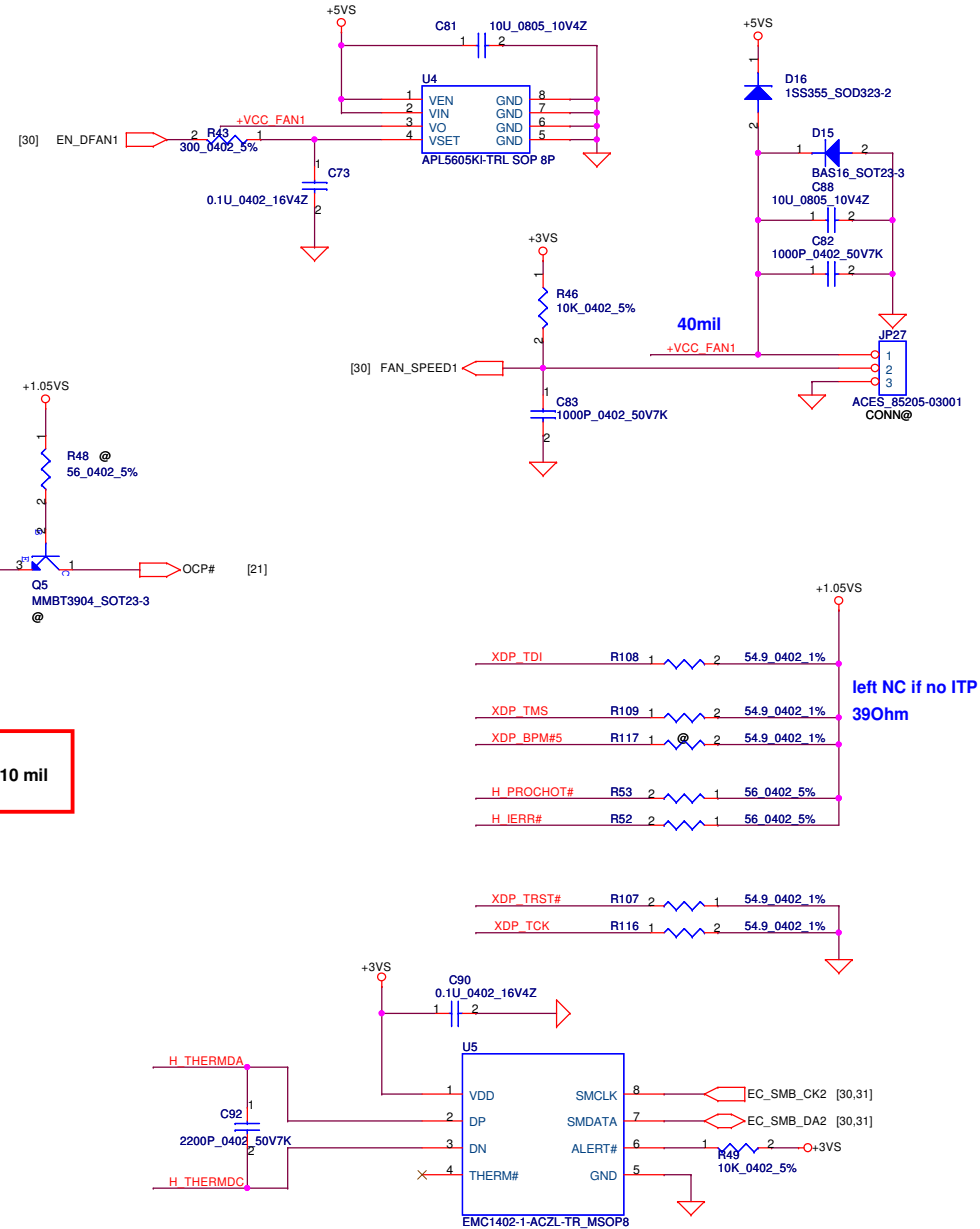 +5VS
C81 10U_0805_10V4Z
1 2
U4
1 VEN GND 8
2 VIN GND 7
3 VO GND 6
4 VSET GND 5
APL5605KI-TRL SOP 8P
+VCC_FAN1
[30] EN_DFAN1
2 R43 1
300_0402_5%
1
C73
0.1U_0402_16V4Z
2
+5VS
1
D16
1SS355_SOD323-2
2
D15
1 2
BAS16_SOT23-3
C88
10U_0805_10V4Z
1 2
C82
1000P_0402_50V7K
1 2
+3VS
1
R46
10K_0402_5%
2
40mil
+VCC_FAN1
[30] FAN_SPEED1
1
C83
1000P_0402_50V7K
2
JP27
1
2
3
ACES_85205-03001
CONN@
+1.05VS
1
R48 @
56_0402_5%
2
2
B
E
3
C
1
OCP# [21]
Q5
MMBT3904_SOT23-3
@
10 mil
+1.05VS
XDP_TDI R108 1 2 54.9_0402_1%
left NC if no ITP
39Ohm
XDP_TMS R109 1 2 54.9_0402_1%
XDP_BPM#5 R117 1 @ 2 54.9_0402_1%
H_PROCHOT# R53 2 1 56_0402_5%
H_IERR# R52 2 1 56_0402_5%
XDP_TRST# R107 2 1 54.9_0402_1%
XDP_TCK R116 1 2 54.9_0402_1%
+3VS
C90
0.1U_0402_16V4Z
1 2
U5
H_THERMDA
1
C92
2200P_0402_50V7K
2
H_THERMDC
1 VDD SMCLK 8
2 DP SMDATA 7
3 DN ALERT# 6
4 THERM# GND 5
EMC1402-1-ACZL-TR_MSOP8
EC_SMB_CK2 [30,31]
EC_SMB_DA2 [30,31]
1 2 +3VS
R49
10K_0402_5%